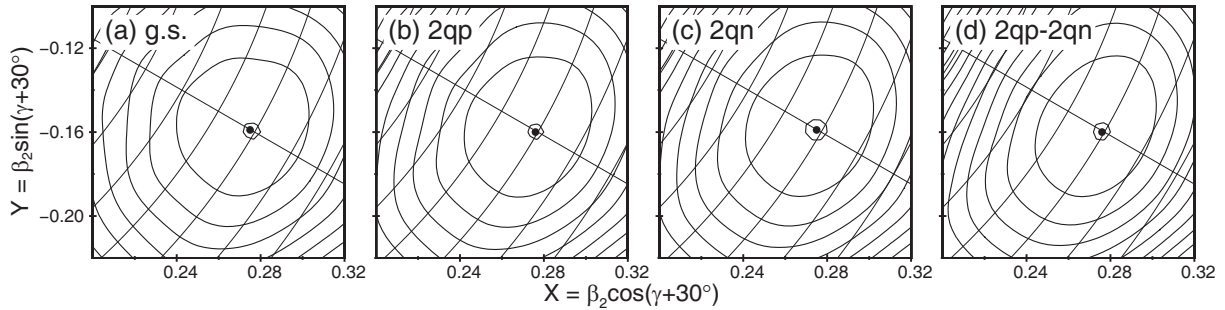 (a) g.s.
(b) 2qp
(c) 2qn
(d) 2qp-2qn
Y = β₂sin(γ+30°)
−0.12
−0.16
−0.20
0.24 0.28 0.32
0.24 0.28 0.32
0.24 0.28 0.32
0.24 0.28 0.32
X = β₂cos(γ+30°)